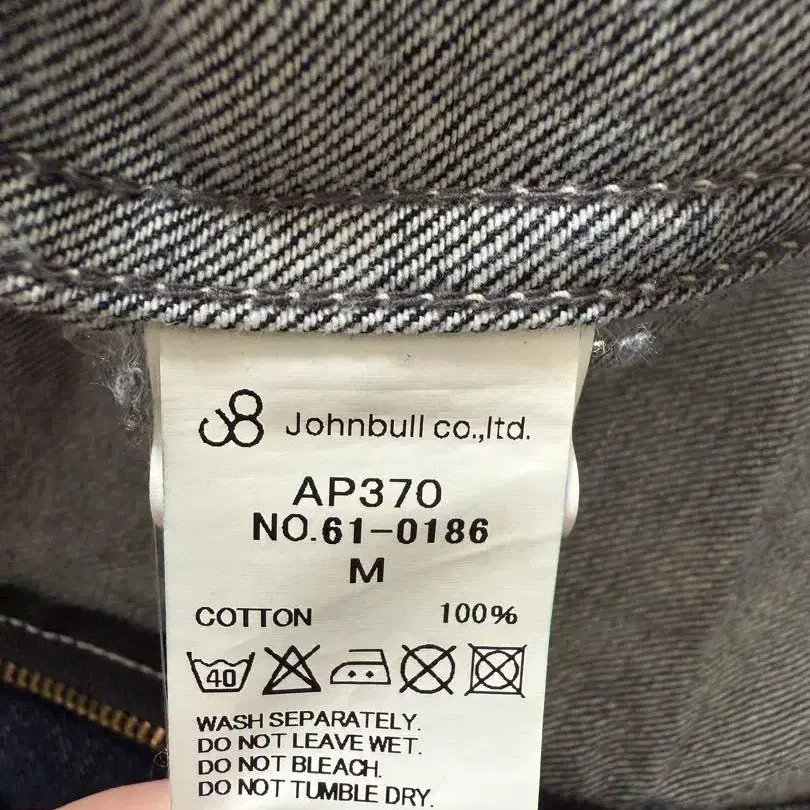 Johnbull co.,ltd.
AP370
NO.61-0186
M
COTTON 100%
40
WASH SEPARATELY.
DO NOT LEAVE WET.
DO NOT BLEACH.
DO NOT TUMBLE DRY.